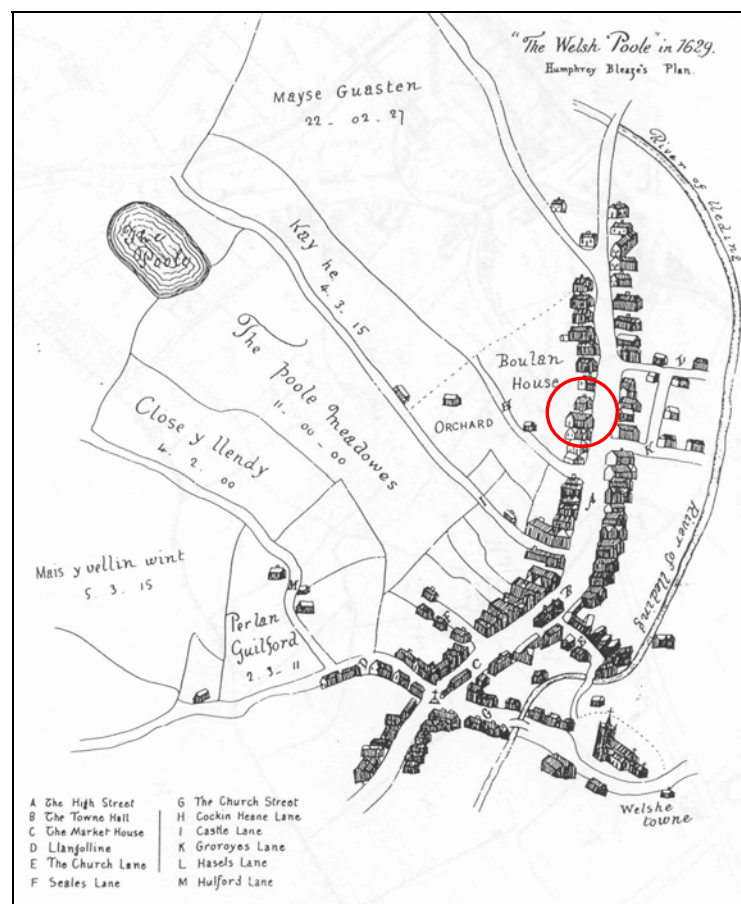 "The Welsh Poole" in 1629.
Humphrey Bleaze's Plan.
Mayse Guasten
22 - 02 . 27
River of lleding
Kay he
4. 3. 15
Poole
The poole Meadowes
11 - 00 - 00
Boulan
House
H
ORCHARD
Close y llendy
4. 2. 00
K
A
River of lleding
Mais y vellin wint
5. 3. 15
M
Perlan
Guilford
2. 3 - 11
B
F
E
D
C
G
Welshe
towne
A The High Street
B The Towne Hall
C The Market House
D Llangolline
E The Church Lane
F Seales Lane
G The Church Street
H Cockin Heane Lane
I Castle Lane
K Groroyes Lane
L Hasels Lane
M Hulford Lane